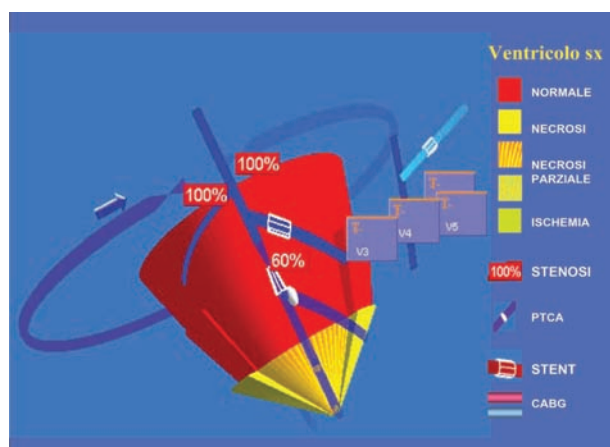 Ventricolo sx
NORMALE
NECROSI
NECROSI
PARZIALE
ISCHEMIA
100% STENOSI
PTCA
STENT
CABG
100%
100%
60%
T-
T-
T-
T-
V3
V4
V5